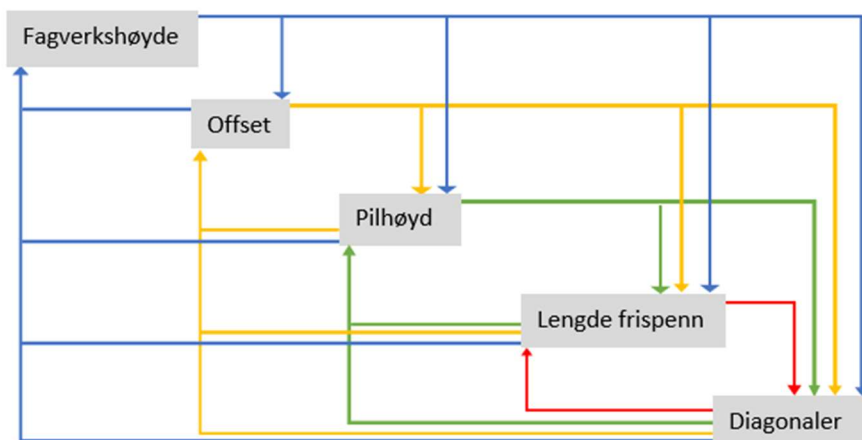 Fagverkshøyde
Offset
Pilhøyd
Lengde frispenn
Diagonaler